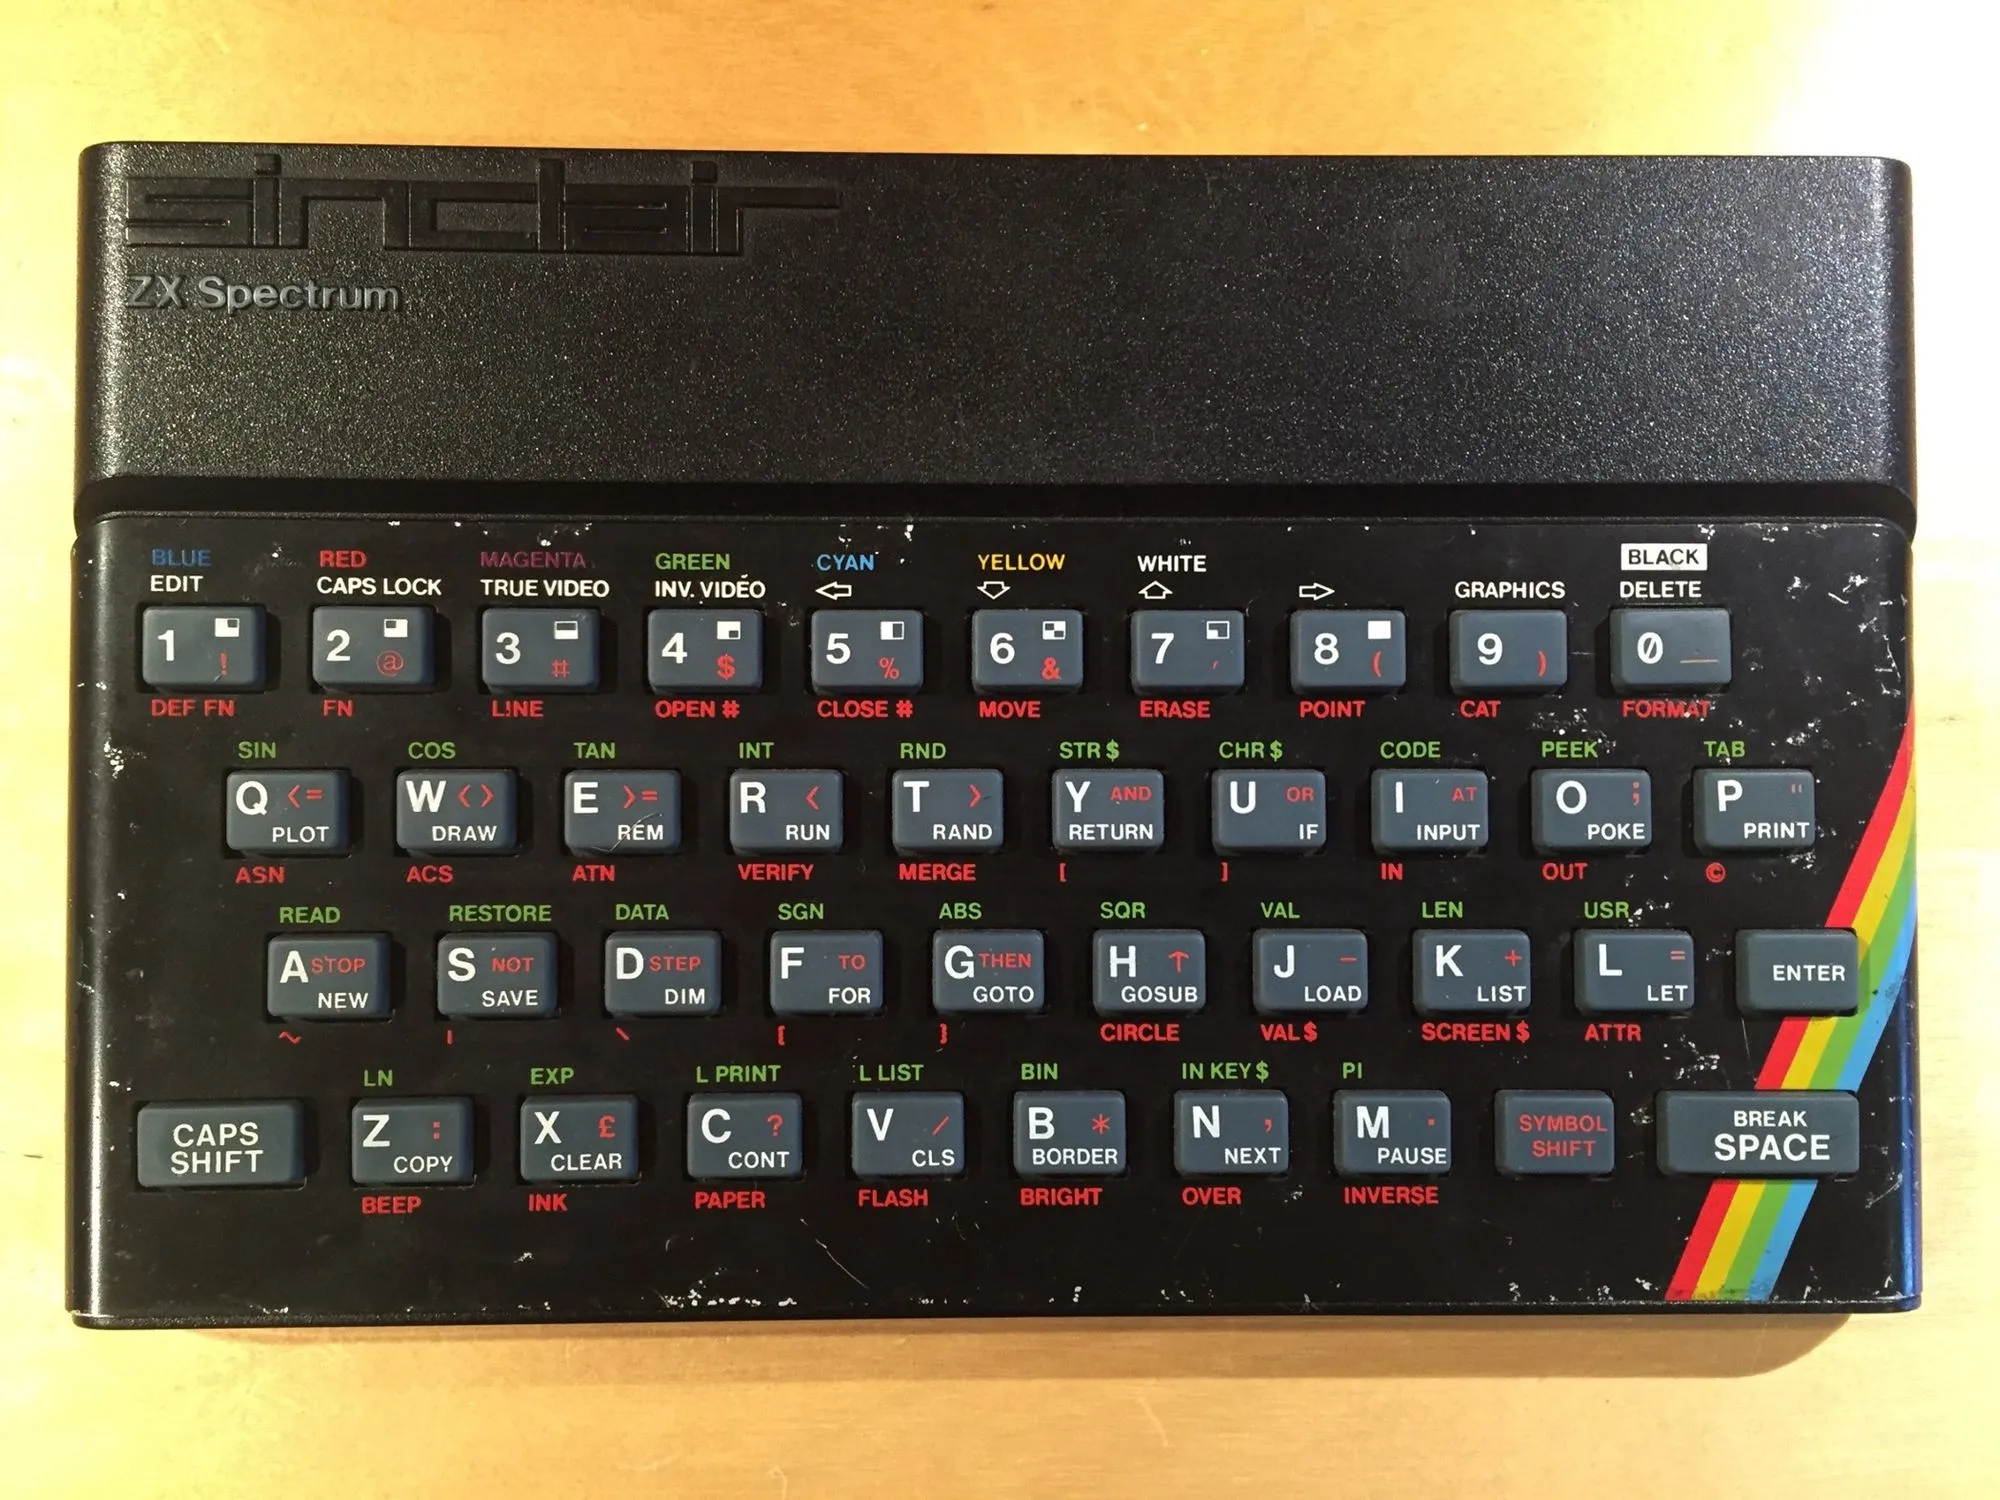 sinclair
ZX Spectrum
BLUE RED MAGENTA GREEN CYAN YELLOW WHITE BLACK
EDIT CAPS LOCK TRUE VIDEO INV. VIDEO ⇦ ⇩ ⇧ ⇨ GRAPHICS DELETE
1 ! 2 @ 3 # 4 $ 5 % 6 & 7 ' 8 ( 9 ) 0 _
DEF FN FN LINE OPEN # CLOSE # MOVE ERASE POINT CAT FORMAT
SIN COS TAN INT RND STR $ CHR $ CODE PEEK TAB
Q <= W <> E >= R < T > Y AND U OR I AT O ; P "
PLOT DRAW REM RUN RAND RETURN IF INPUT POKE PRINT
ASN ACS ATN VERIFY MERGE [ ] IN OUT ©
READ RESTORE DATA SGN ABS SQR VAL LEN USR
A STOP S NOT D STEP F TO G THEN H ↑ J – K + L = ENTER
NEW SAVE DIM FOR GOTO GOSUB LOAD LIST LET
~ | \ { } CIRCLE VAL $ SCREEN $ ATTR
LN EXP L PRINT L LIST BIN IN KEY $ PI
CAPS Z : X £ C ? V / B * N , M . SYMBOL BREAK
SHIFT COPY CLEAR CONT CLS BORDER NEXT PAUSE SHIFT SPACE
BEEP INK PAPER FLASH BRIGHT OVER INVERSE